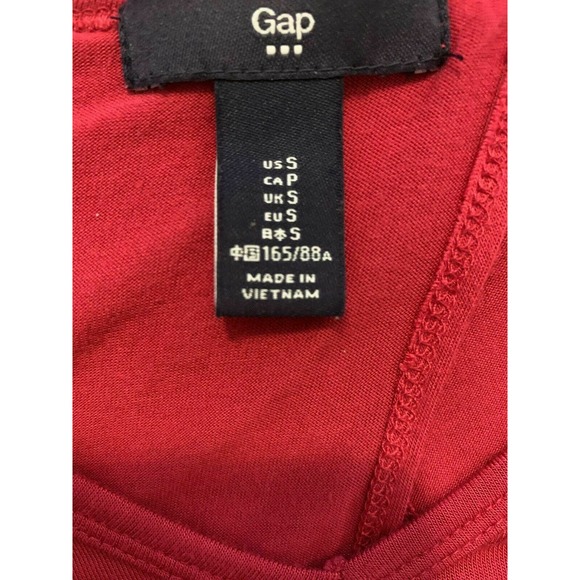 Gap
US S
CA P
UK S
EU S
日本 S
中国 165/88A
MADE IN
VIETNAM